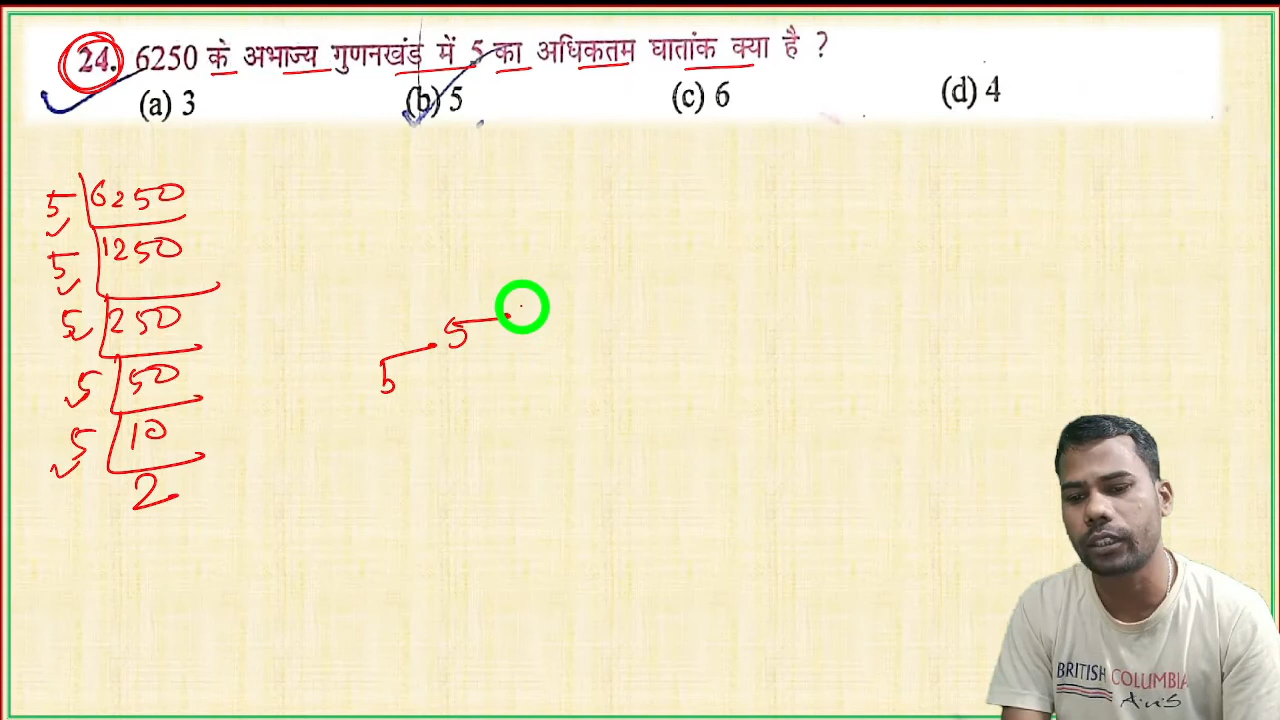 24. 6250 के अभाज्य गुणनखंड में 5 का अधिकतम घातांक क्या है ?
(a) 3 (b) 5 (c) 6 (d) 4
5 6250
5 1250
5 250
5 50
5 10
2
5 5
BRITISH COLUMBIA